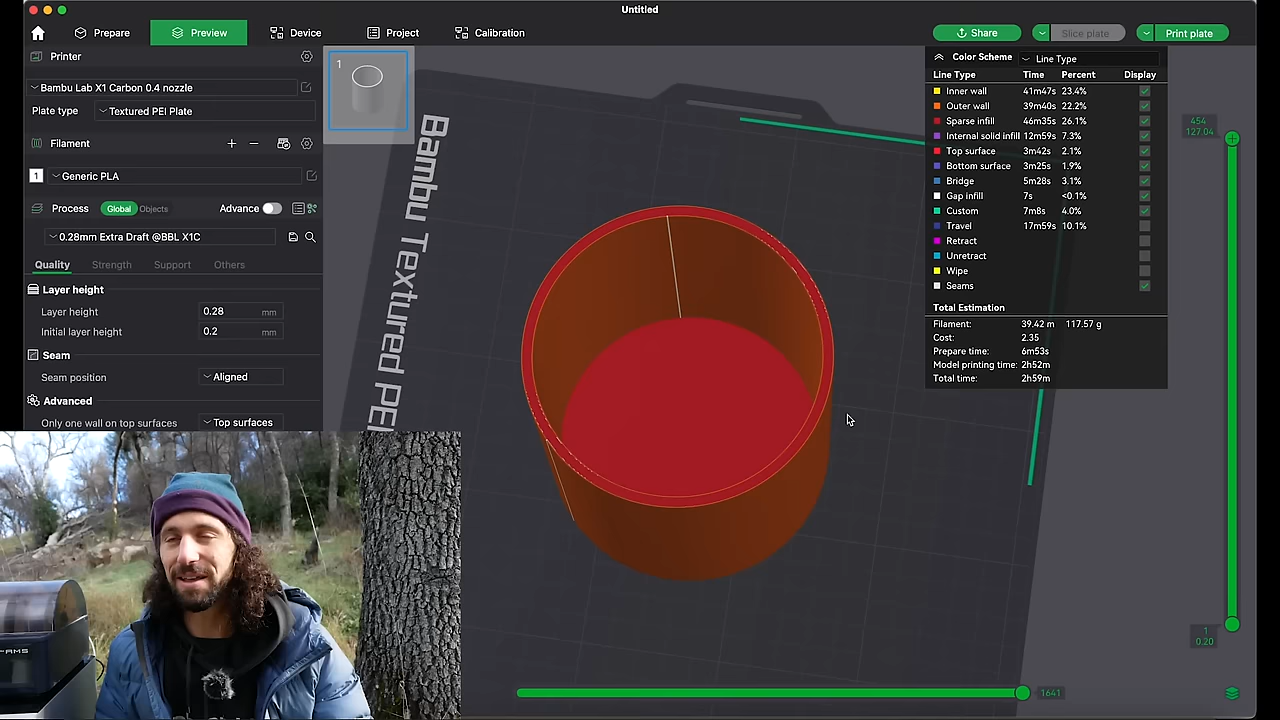 Untitled
Prepare Preview Device Project Calibration Share Slice plate Print plate
Printer
Bambu Lab X1 Carbon 0.4 nozzle
Plate type Textured PEI Plate
Filament
1 Generic PLA
Process Global Objects Advance
0.28mm Extra Draft @BBL X1C
Quality Strength Support Others
Layer height
Layer height 0.28 mm
Initial layer height 0.2 mm
Seam
Seam position Aligned
Advanced
Only one wall on top surfaces Top surfaces
1
Bambu Textured PEI
Color Scheme Line Type
Line Type Time Percent Display
Inner wall 41m47s 23.4%
Outer wall 39m40s 22.2%
Sparse infill 46m35s 26.1%
Internal solid infill 12m59s 7.3%
Top surface 3m42s 2.1%
Bottom surface 3m25s 1.9%
Bridge 5m28s 3.1%
Gap infill 7s <0.1%
Custom 7m8s 4.0%
Travel 17m59s 10.1%
Retract
Unretract
Wipe
Seams
Total Estimation
Filament: 39.42 m 117.57 g
Cost: 2.35
Prepare time: 6m53s
Model printing time: 2h52m
Total time: 2h59m
454
127.04
1
0.20
1641
AMS